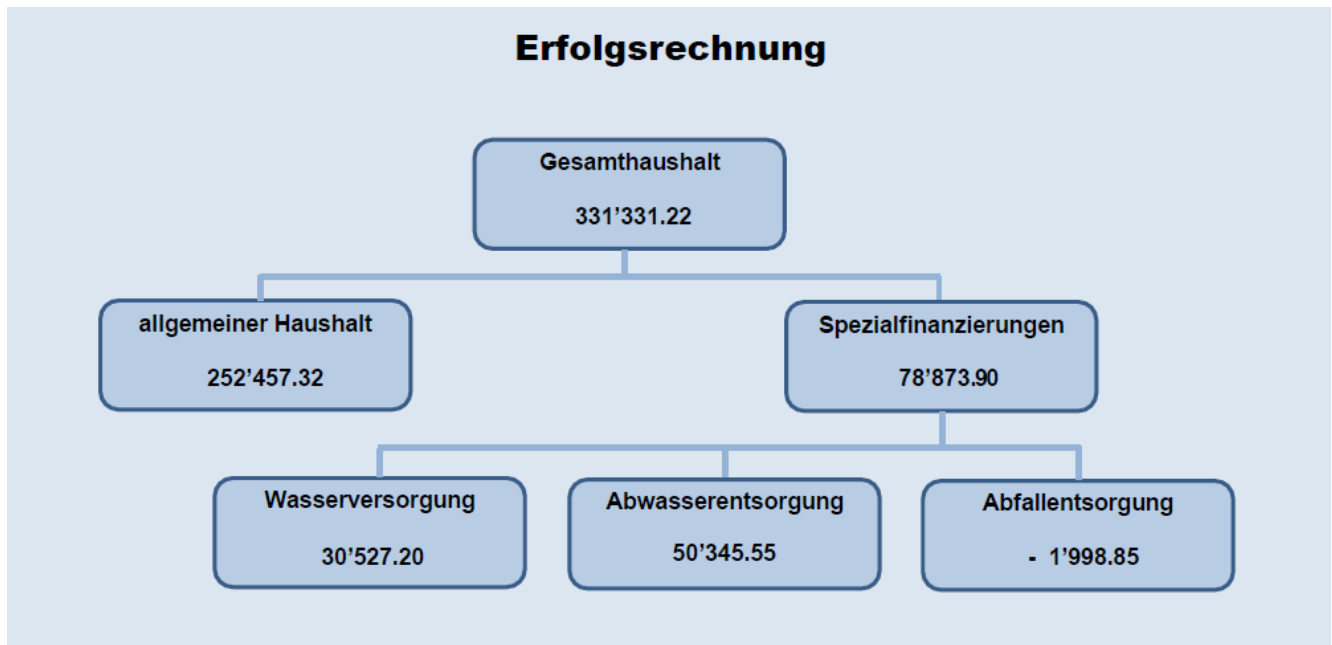 Erfolgsrechnung
Gesamthaushalt
331’331.22
allgemeiner Haushalt
252’457.32
Spezialfinanzierungen
78’873.90
Wasserversorgung
30’527.20
Abwasserentsorgung
50’345.55
Abfallentsorgung
- 1’998.85